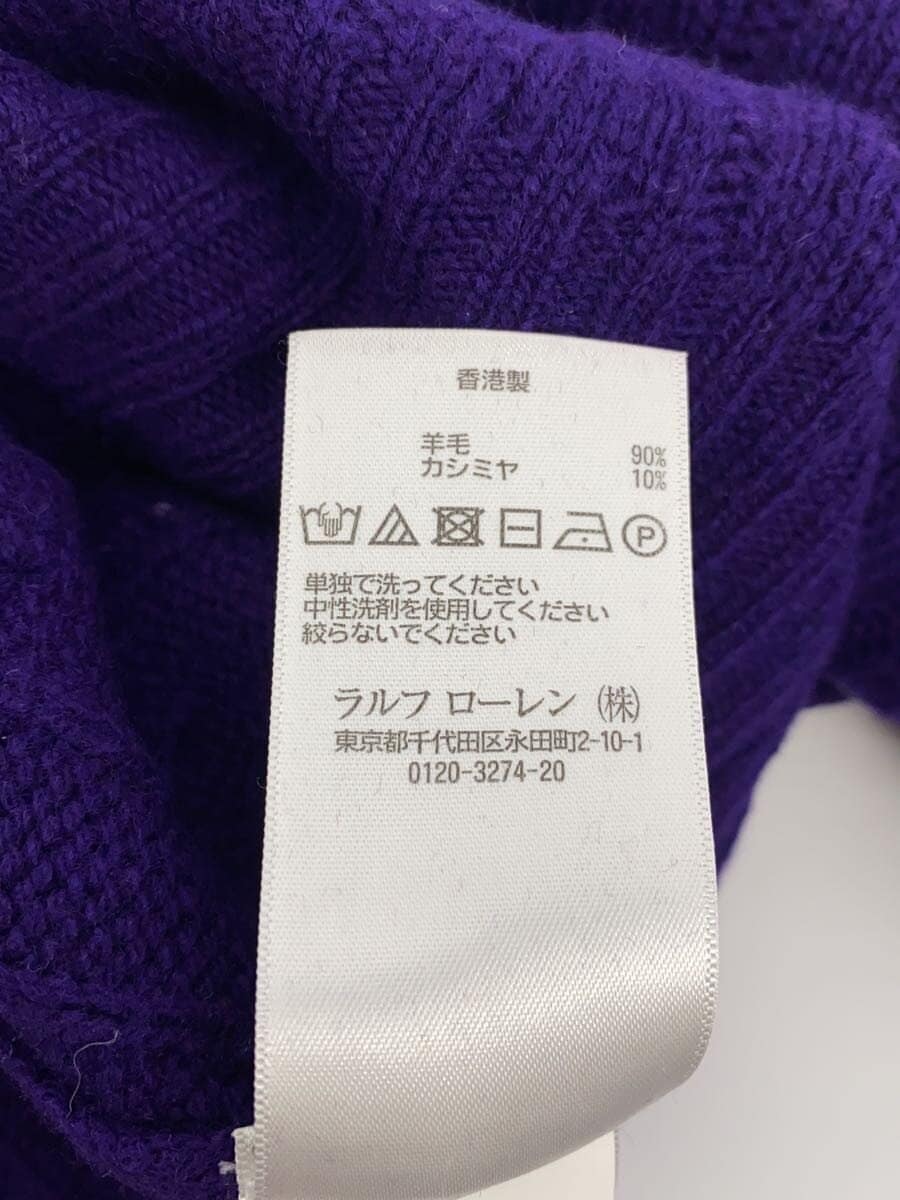 香港製
羊毛 90%
カシミヤ 10%
P
単独で洗ってください
中性洗剤を使用してください
絞らないでください
ラルフ ローレン (株)
東京都千代田区永田町2-10-1
0120-3274-20